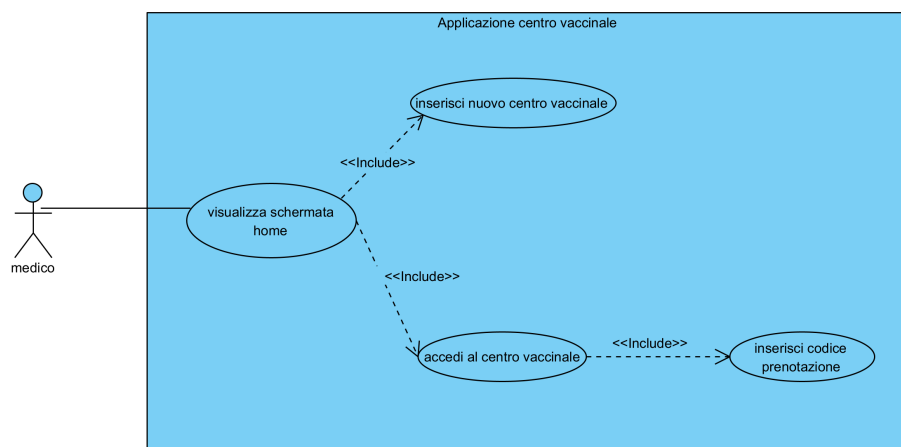 Applicazione centro vaccinale
inserisci nuovo centro vaccinale
<<Include>>
visualizza schermata
home
medico
<<Include>>
accedi al centro vaccinale
<<Include>>
inserisci codice
prenotazione